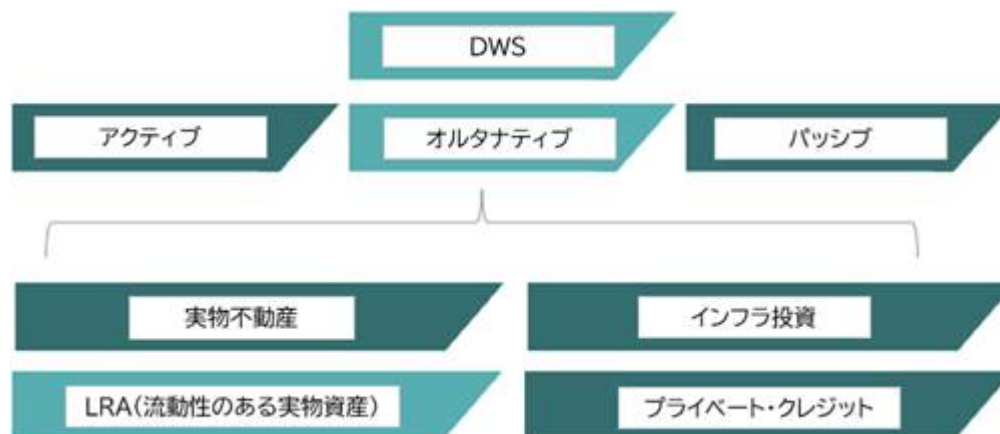 DWS
アクティブ
オルタナティブ
パッシブ
実物不動産
インフラ投資
LRA(流動性のある実物資産)
プライベート・クレジット